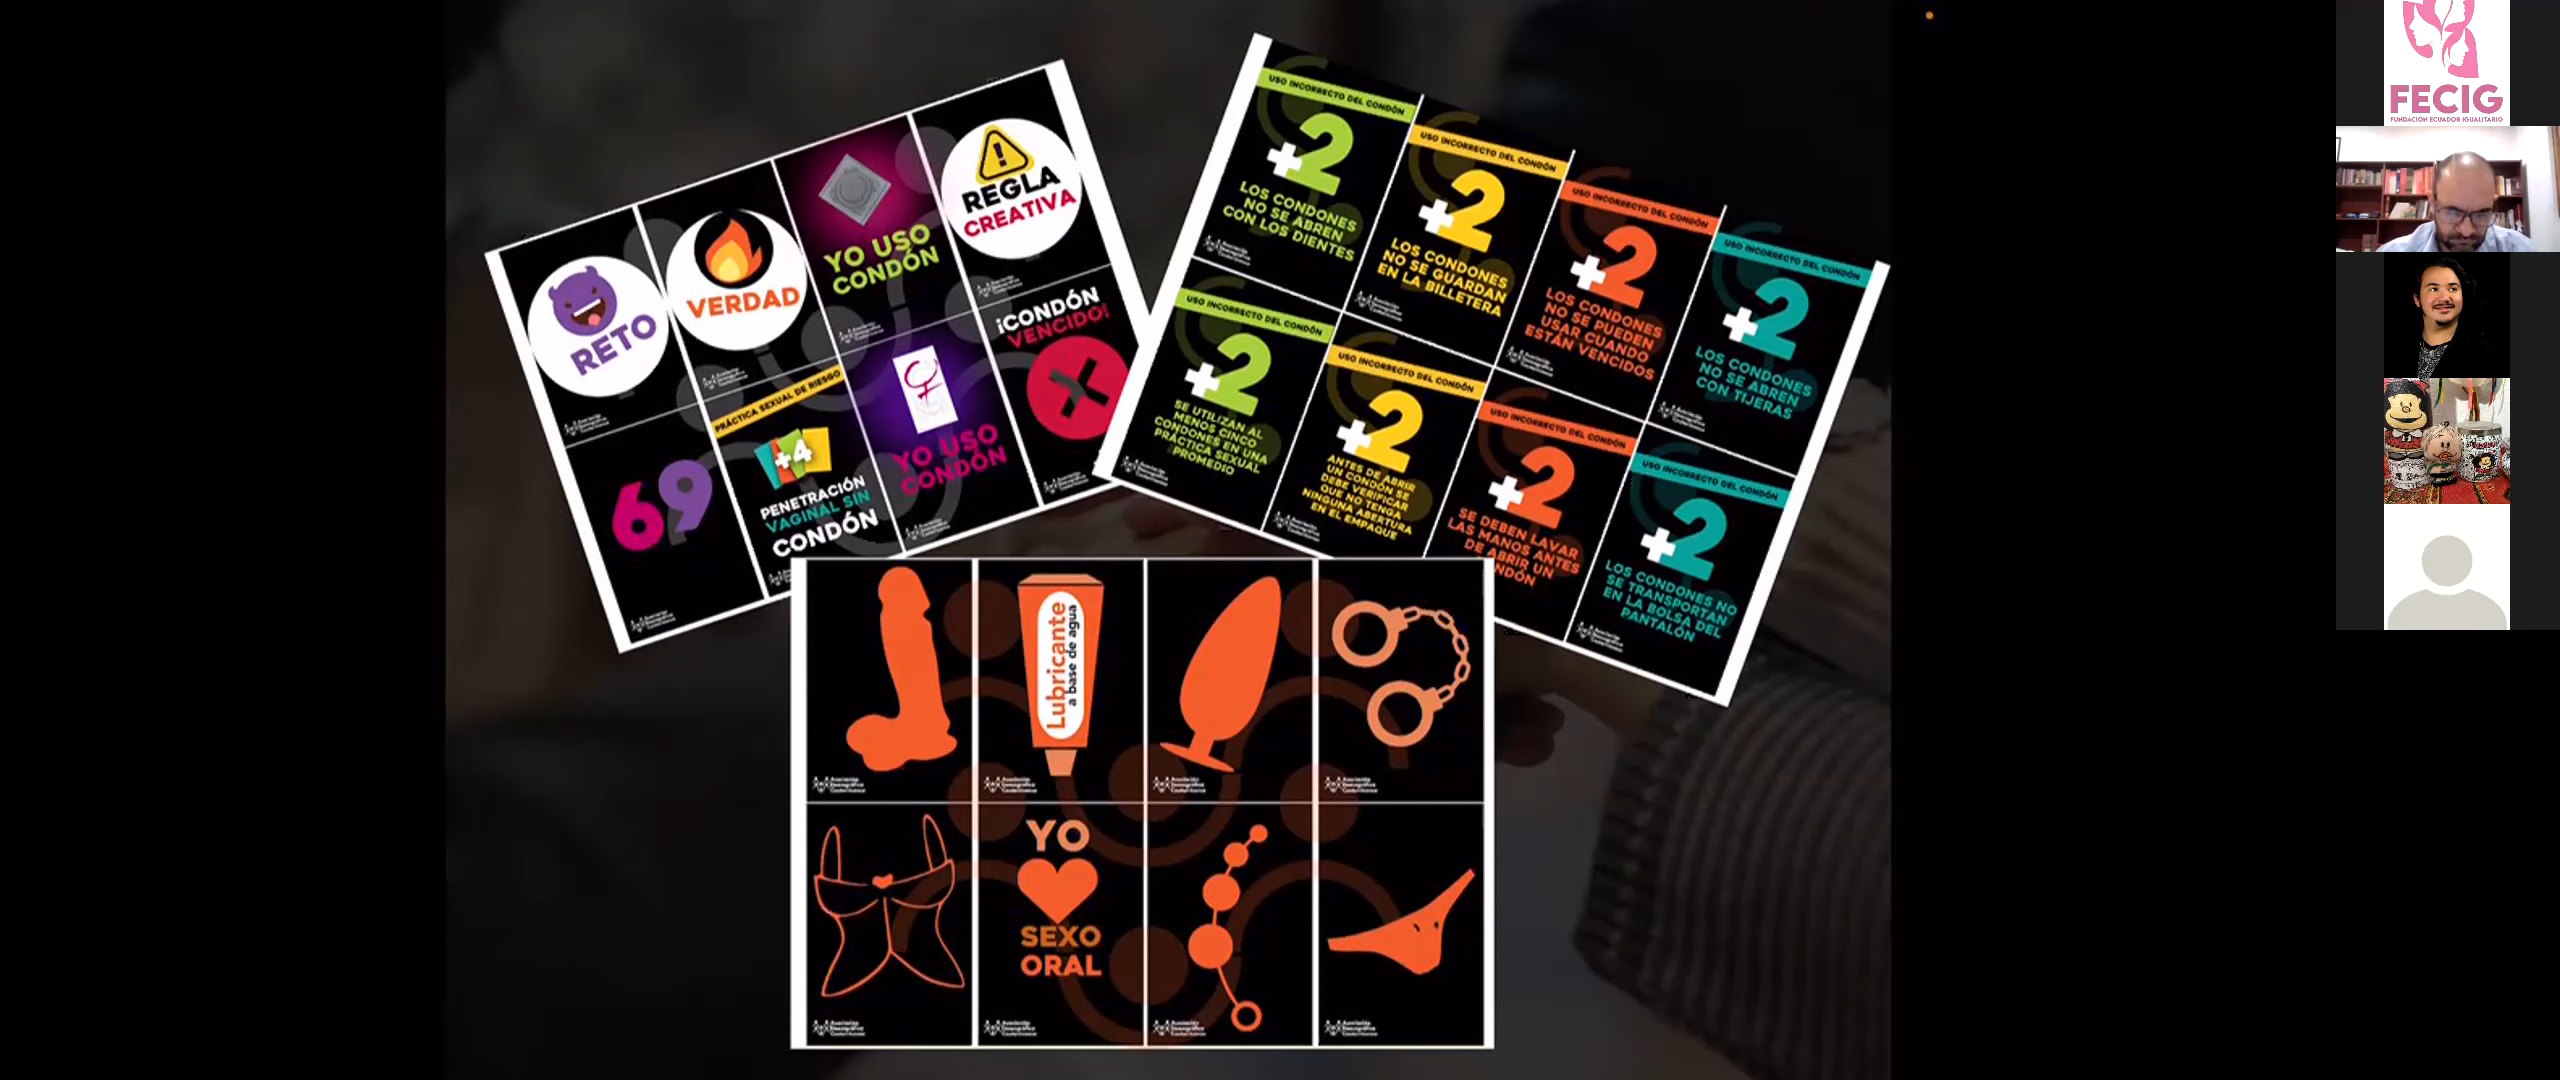 RETO
VERDAD
YO USO
CONDÓN
REGLA
CREATIVA
69
PRÁCTICA SEXUAL DE RIESGO
+4
PENETRACIÓN
VAGINAL SIN
CONDÓN
YO USO
CONDÓN
¡CONDÓN
VENCIDO!
USO INCORRECTO DEL CONDÓN
+2
LOS CONDONES
NO SE ABREN
CON LOS DIENTES
USO INCORRECTO DEL CONDÓN
+2
LOS CONDONES
NO SE GUARDAN
EN LA BILLETERA
USO INCORRECTO DEL CONDÓN
+2
LOS CONDONES
NO SE PUEDEN
USAR CUANDO
ESTÁN VENCIDOS
USO INCORRECTO DEL CONDÓN
+2
LOS CONDONES
NO SE ABREN
CON TIJERAS
USO INCORRECTO DEL CONDÓN
+2
SE UTILIZAN AL
MENOS CINCO
CONDONES EN UNA
PRÁCTICA SEXUAL
PROMEDIO
USO INCORRECTO DEL CONDÓN
+2
ANTES DE ABRIR
UN CONDÓN SE
DEBE VERIFICAR
QUE NO TENGA
NINGUNA ABERTURA
EN EL EMPAQUE
USO INCORRECTO DEL CONDÓN
+2
SE DEBEN LAVAR
LAS MANOS ANTES
DE ABRIR UN
NDÓN
USO INCORRECTO DEL CONDÓN
+2
LOS CONDONES NO
SE TRANSPORTAN
EN LA BOLSA DEL
PANTALÓN
Lubricante
a base de agua
YO
SEXO
ORAL
Asociación
Demográfica
Costarricense
FECIG
FUNDACION ECUADOR IGUALITARIO